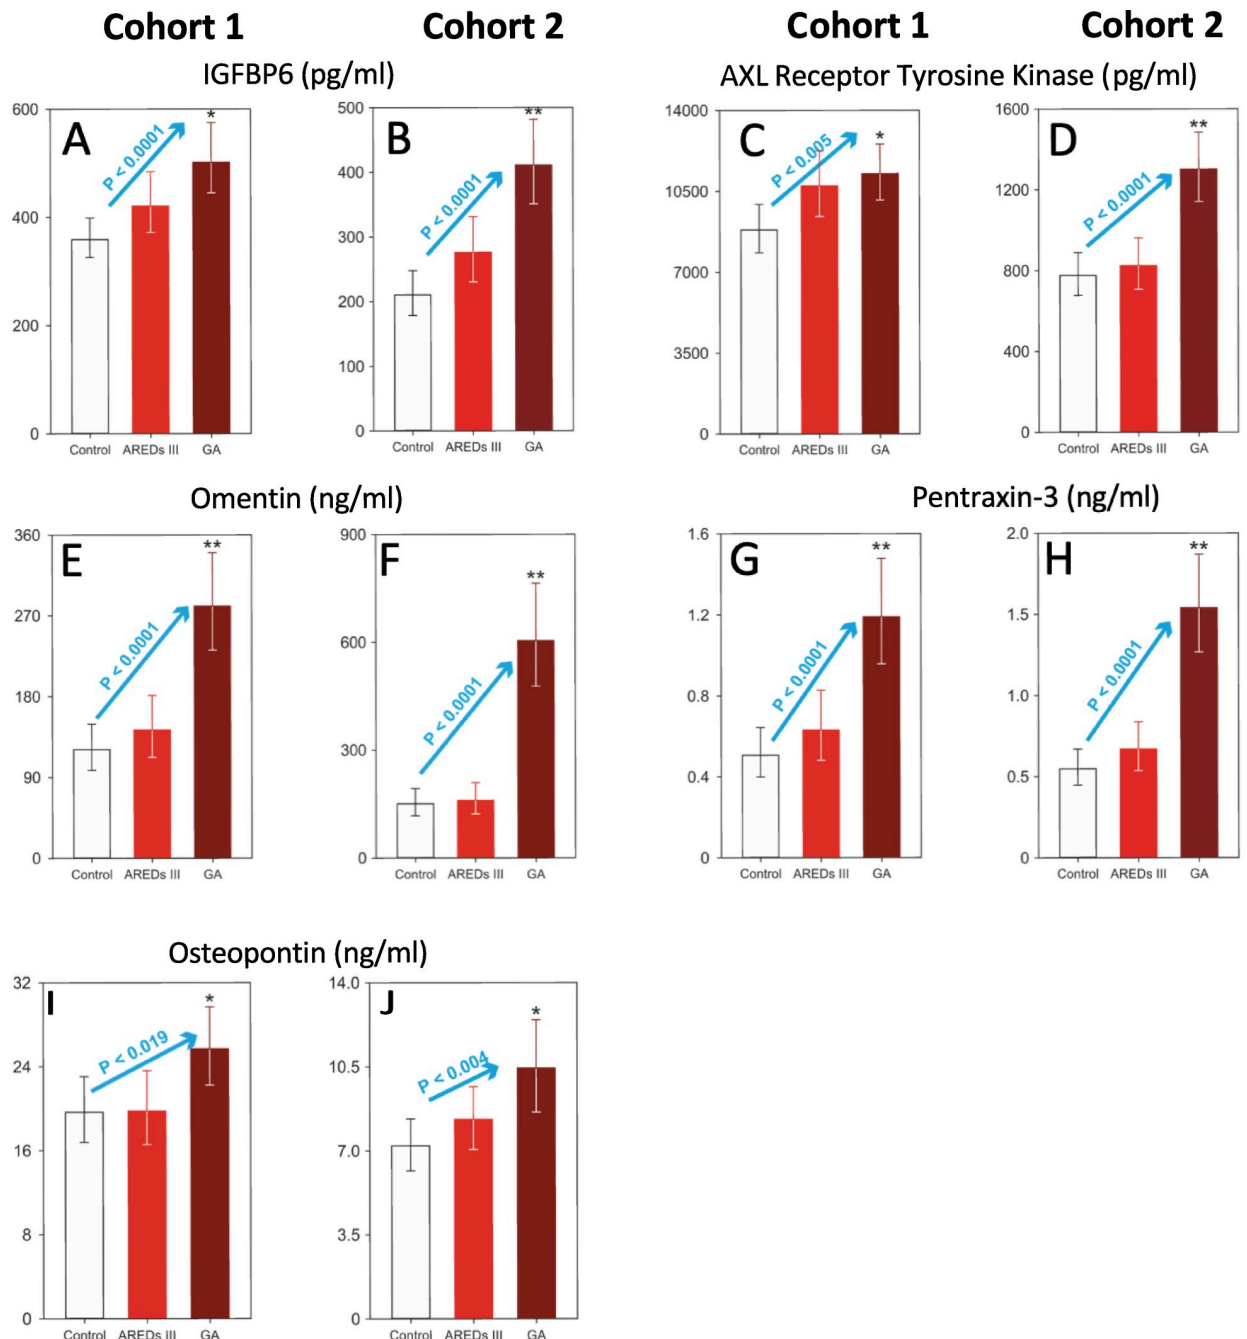 Cohort 1 Cohort 2 Cohort 1 Cohort 2
IGFBP6 (pg/ml)
AXL Receptor Tyrosine Kinase (pg/ml)
A
600
400
200
0
P < 0.0001
*
Control AREDs III GA
B
500
400
300
200
100
0
P < 0.0001
**
Control AREDs III GA
C
14000
10500
7000
3500
0
P < 0.005
*
Control AREDs III GA
D
1600
1200
800
400
0
P < 0.0001
**
Control AREDs III GA
Omentin (ng/ml)
Pentraxin-3 (ng/ml)
E
360
270
180
90
0
P < 0.0001
**
Control AREDs III GA
F
900
600
300
0
P < 0.0001
**
Control AREDs III GA
G
1.6
1.2
0.8
0.4
0
P < 0.0001
**
Control AREDs III GA
H
2.0
1.5
1.0
0.5
0
P < 0.0001
**
Control AREDs III GA
Osteopontin (ng/ml)
I
32
24
16
8
0
P < 0.019
*
Control AREDs III GA
J
14.0
10.5
7.0
3.5
0
P < 0.004
*
Control AREDs III GA